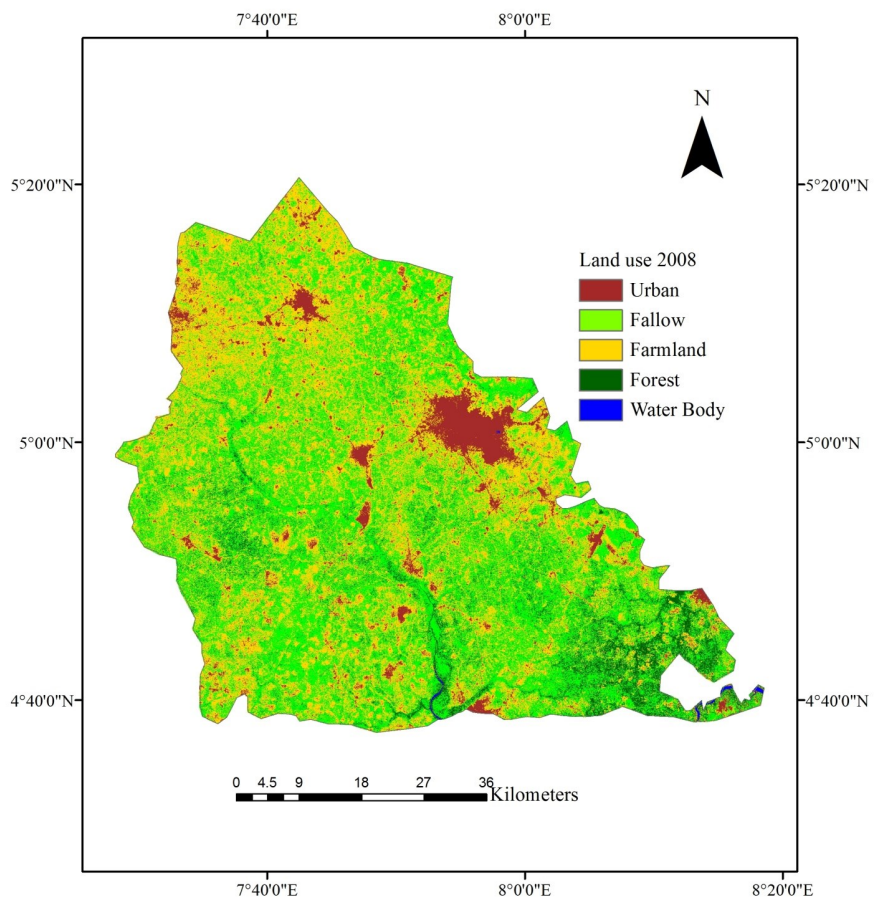 7°40'0"E 8°0'0"E
N
5°20'0"N 5°20'0"N
Land use 2008
Urban
Fallow
Farmland
Forest
Water Body
5°0'0"N 5°0'0"N
4°40'0"N 4°40'0"N
0 4.5 9 18 27 36
Kilometers
7°40'0"E 8°0'0"E 8°20'0"E